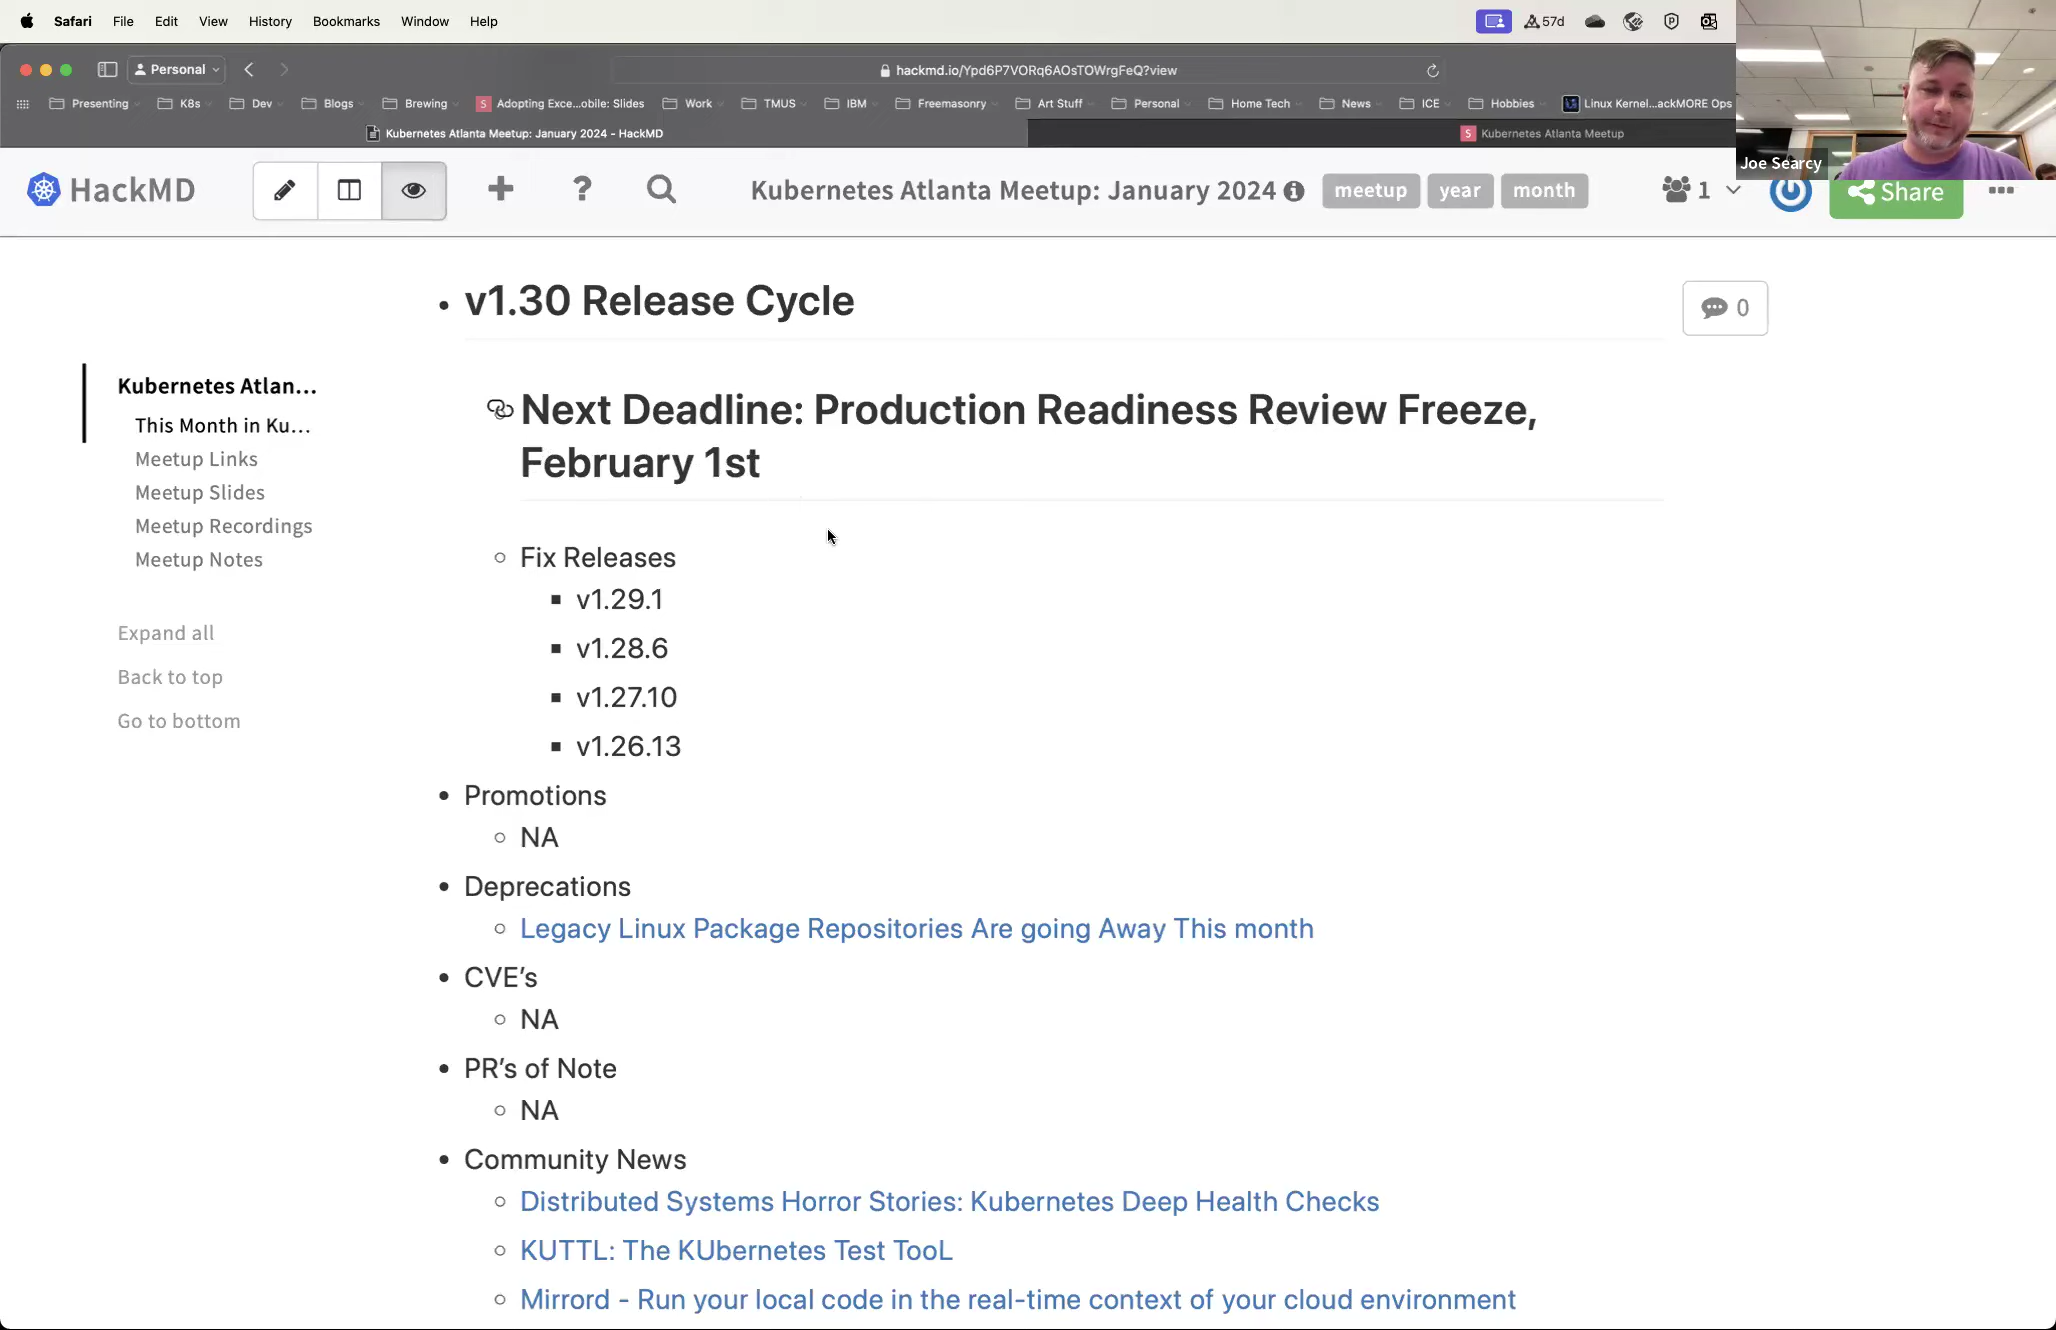 Safari File Edit View History Bookmarks Window Help 57d
Personal hackmd.io/Ypd6P7VORq6AOsTOWrgFeQ?view
Presenting K8s Dev Blogs Brewing S Adopting Exce...obile: Slides Work TMUS IBM Freemasonry Art Stuff Personal Home Tech News ICE Hobbies Linux Kernel...ackMORE Ops
Kubernetes Atlanta Meetup: January 2024 - HackMD S Kubernetes Atlanta Meetup
Joe Searcy
HackMD Kubernetes Atlanta Meetup: January 2024 meetup year month 1 Share
v1.30 Release Cycle
0
Kubernetes Atlan...
This Month in Ku...
Meetup Links
Meetup Slides
Meetup Recordings
Meetup Notes
Expand all
Back to top
Go to bottom
Next Deadline: Production Readiness Review Freeze,
February 1st
Fix Releases
v1.29.1
v1.28.6
v1.27.10
v1.26.13
Promotions
NA
Deprecations
Legacy Linux Package Repositories Are going Away This month
CVE’s
NA
PR’s of Note
NA
Community News
Distributed Systems Horror Stories: Kubernetes Deep Health Checks
KUTTL: The KUbernetes Test TooL
Mirrord - Run your local code in the real-time context of your cloud environment